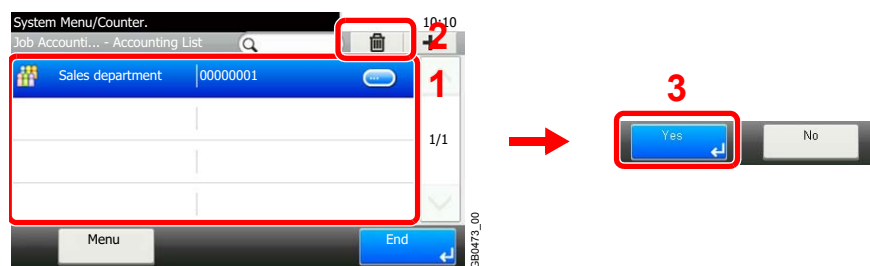 System Menu/Counter. 10:10
Job Accounti... - Accounting List
2
Sales department 00000001
1
1/1
Menu End
3
Yes No
GB0473_00